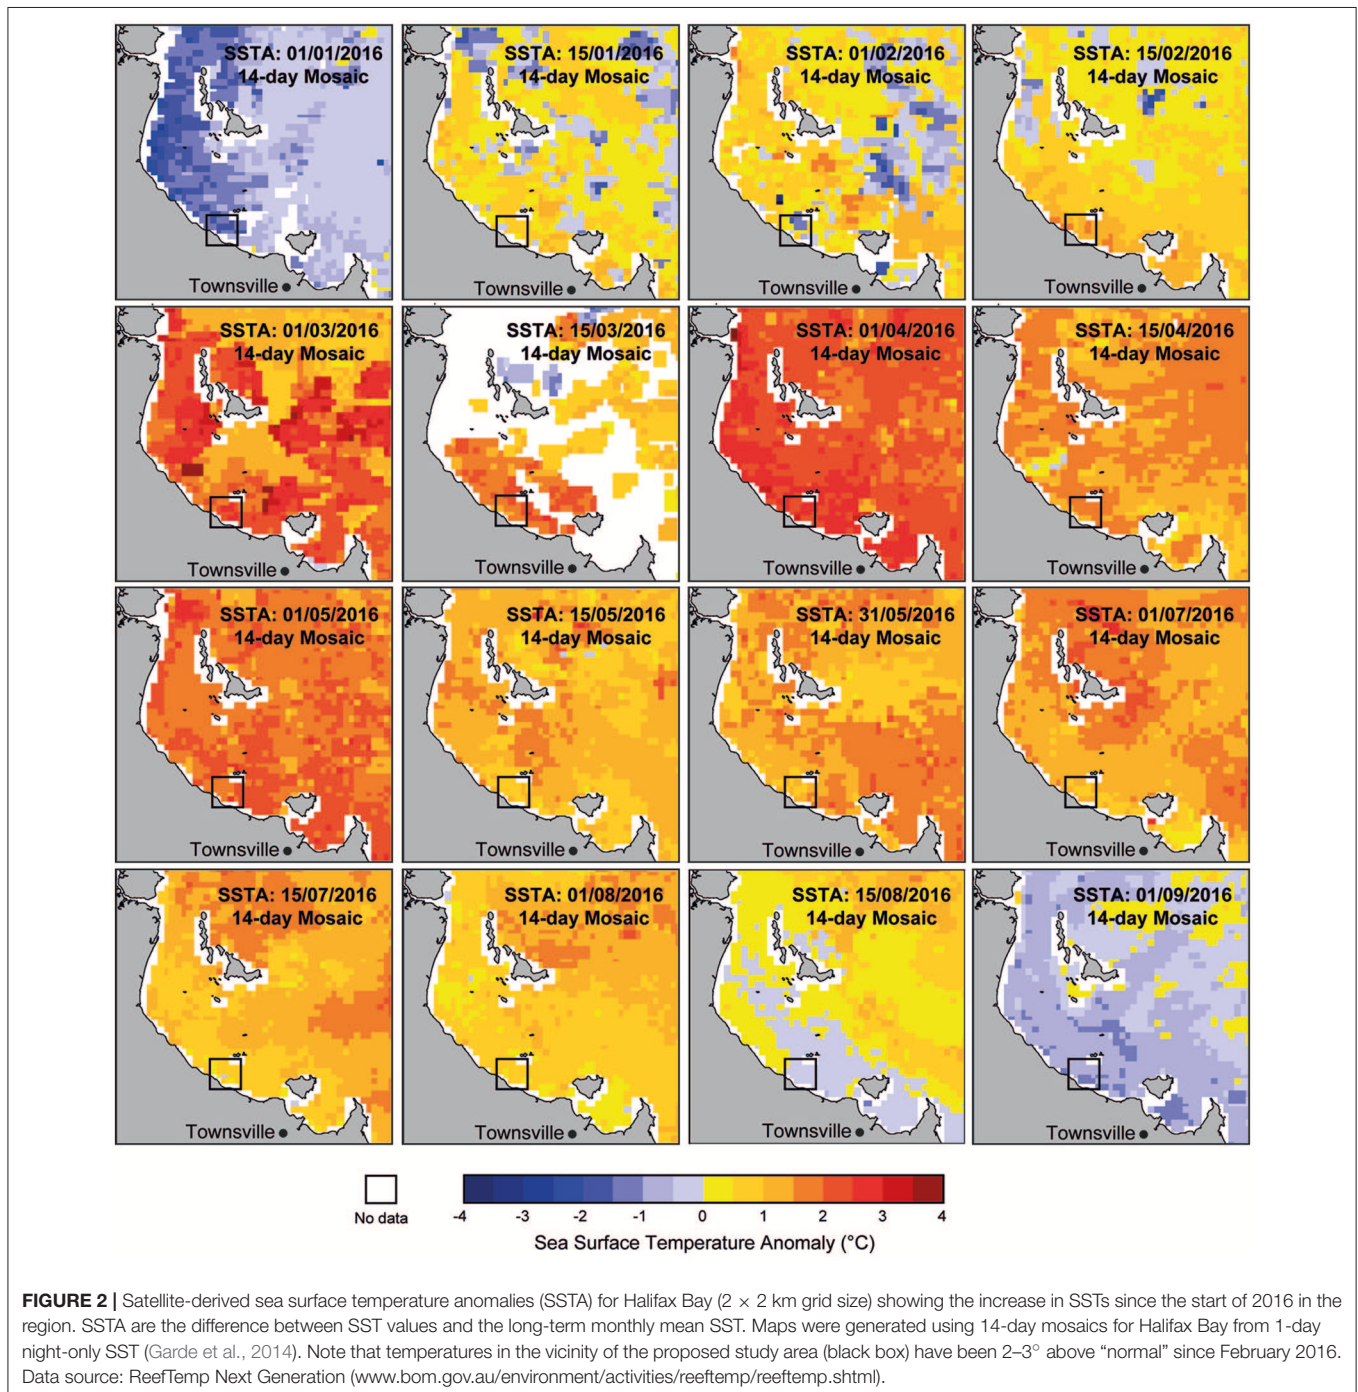 SSTA: 01/01/2016
14-day Mosaic
Townsville
SSTA: 15/01/2016
14-day Mosaic
Townsville
SSTA: 01/02/2016
14-day Mosaic
Townsville
SSTA: 15/02/2016
14-day Mosaic
Townsville
SSTA: 01/03/2016
14-day Mosaic
Townsville
SSTA: 15/03/2016
14-day Mosaic
Townsville
SSTA: 01/04/2016
14-day Mosaic
Townsville
SSTA: 15/04/2016
14-day Mosaic
Townsville
SSTA: 01/05/2016
14-day Mosaic
Townsville
SSTA: 15/05/2016
14-day Mosaic
Townsville
SSTA: 31/05/2016
14-day Mosaic
Townsville
SSTA: 01/07/2016
14-day Mosaic
Townsville
SSTA: 15/07/2016
14-day Mosaic
Townsville
SSTA: 01/08/2016
14-day Mosaic
Townsville
SSTA: 15/08/2016
14-day Mosaic
Townsville
SSTA: 01/09/2016
14-day Mosaic
Townsville
No data
-4 -3 -2 -1 0 1 2 3 4
Sea Surface Temperature Anomaly (°C)
FIGURE 2 | Satellite-derived sea surface temperature anomalies (SSTA) for Halifax Bay (2 × 2 km grid size) showing the increase in SSTs since the start of 2016 in the
region. SSTA are the difference between SST values and the long-term monthly mean SST. Maps were generated using 14-day mosaics for Halifax Bay from 1-day
night-only SST (Garde et al., 2014). Note that temperatures in the vicinity of the proposed study area (black box) have been 2–3° above “normal” since February 2016.
Data source: ReefTemp Next Generation (www.bom.gov.au/environment/activities/reeftemp/reeftemp.shtml).